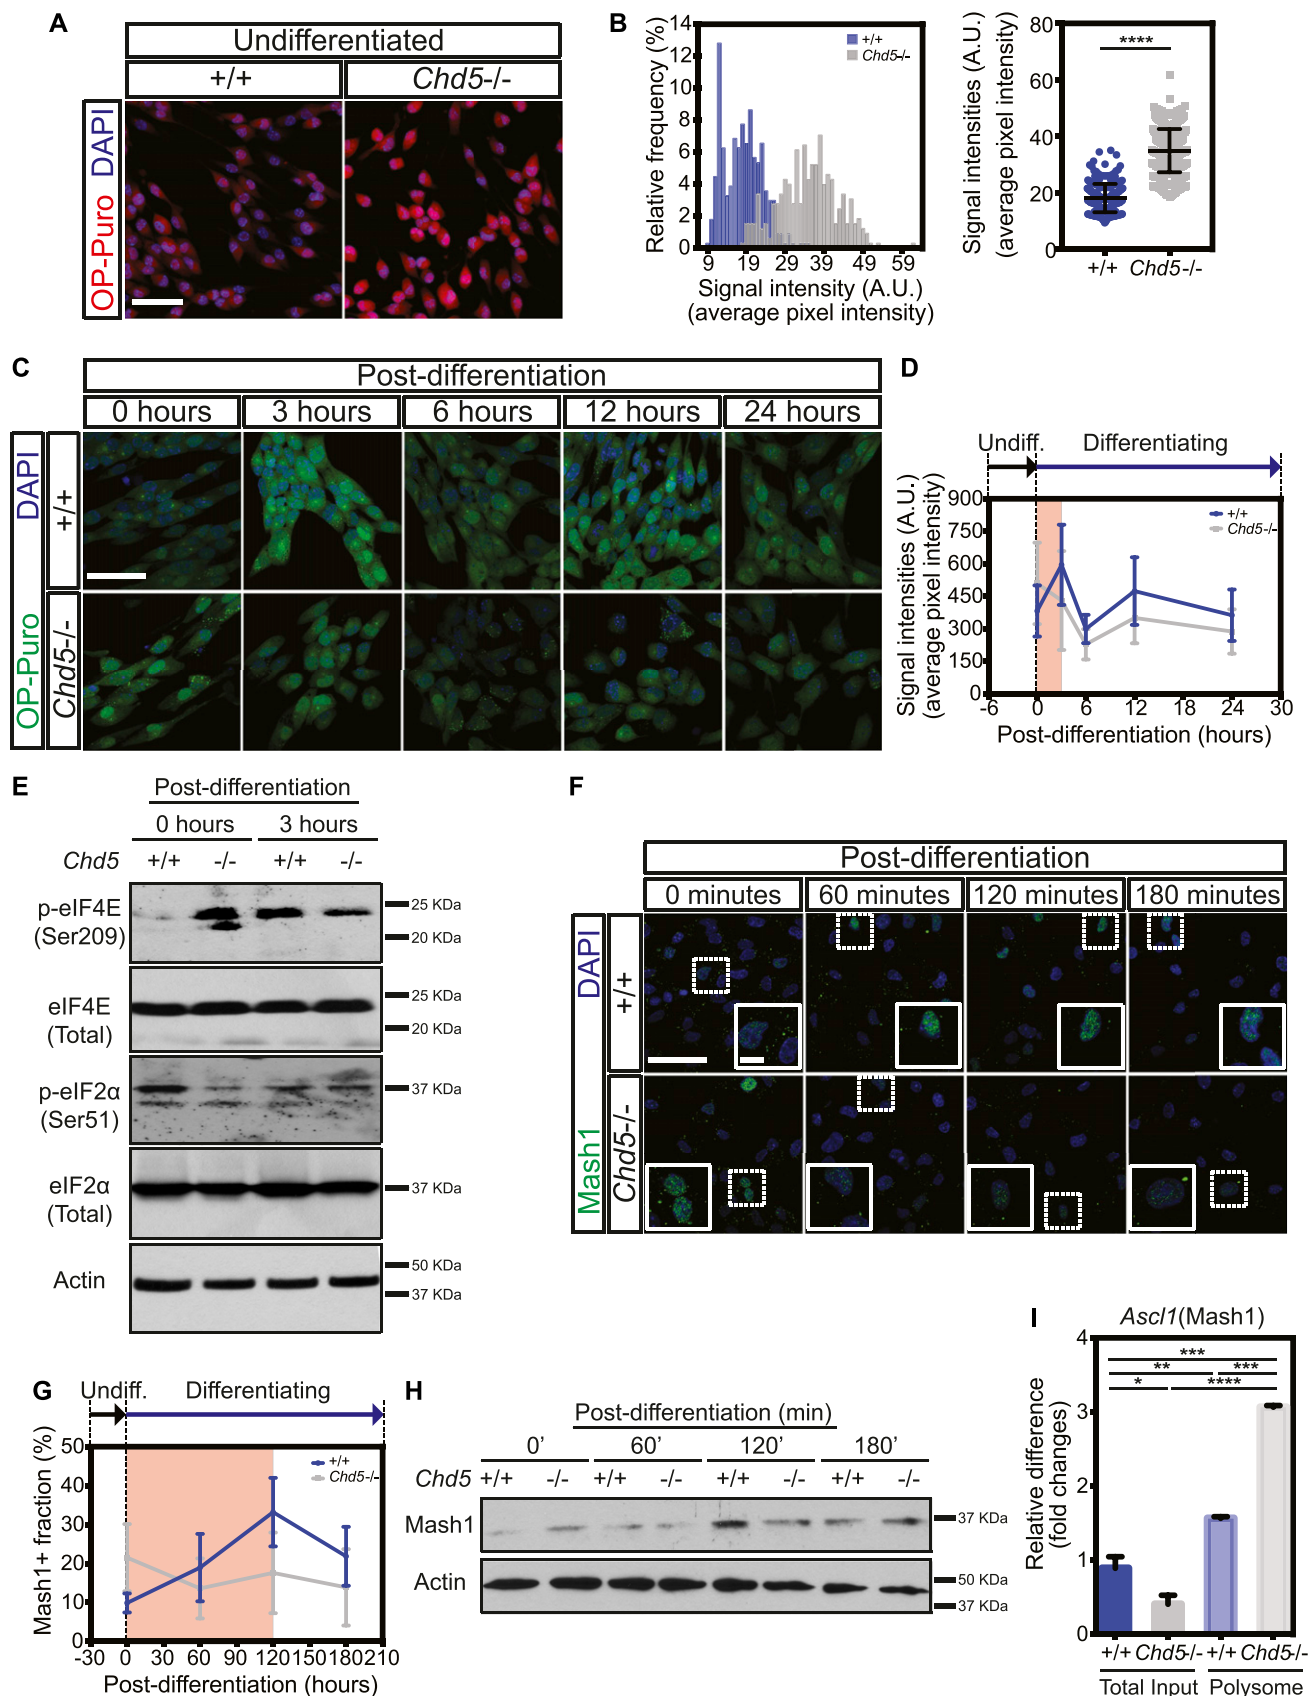 A
Undifferentiated
+/+
Chd5-/-
OP-Puro DAPI
B
Relative frequency (%)
14
12
10
8
6
4
2
0
+/+
Chd5-/-
9 19 29 39 49 59
Signal intensity (A.U.)
(average pixel intensity)
Signal intensities (A.U.)
(average pixel intensity)
80
60
40
20
0
****
+/+ Chd5-/-
C
Post-differentiation
0 hours 3 hours 6 hours 12 hours 24 hours
OP-Puro DAPI
+/+
Chd5-/-
D
Undiff. Differentiating
Signal intensities (A.U.)
(average pixel intensity)
900
750
600
450
300
150
0
+/+
Chd5-/-
-6 0 6 12 18 24 30
Post-differentiation (hours)
E
Post-differentiation
0 hours 3 hours
Chd5 +/+ -/- +/+ -/-
p-eIF4E
(Ser209)
25 KDa
20 KDa
eIF4E
(Total)
25 KDa
20 KDa
p-eIF2α
(Ser51)
37 KDa
eIF2α
(Total)
37 KDa
Actin
50 KDa
37 KDa
F
Post-differentiation
0 minutes 60 minutes 120 minutes 180 minutes
Mash1 DAPI
+/+
Chd5-/-
G
Undiff. Differentiating
Mash1+ fraction (%)
50
40
30
20
10
0
+/+
Chd5-/-
-30 0 30 60 90 120 150 180 210
Post-differentiation (hours)
H
Post-differentiation (min)
0' 60' 120' 180'
Chd5 +/+ -/- +/+ -/- +/+ -/- +/+ -/-
Mash1
37 KDa
Actin
50 KDa
37 KDa
I
Ascl1(Mash1)
Relative difference
(fold changes)
4
3
2
1
0
***
** ***
* ****
+/+ Chd5-/- +/+ Chd5-/-
Total Input Polysome